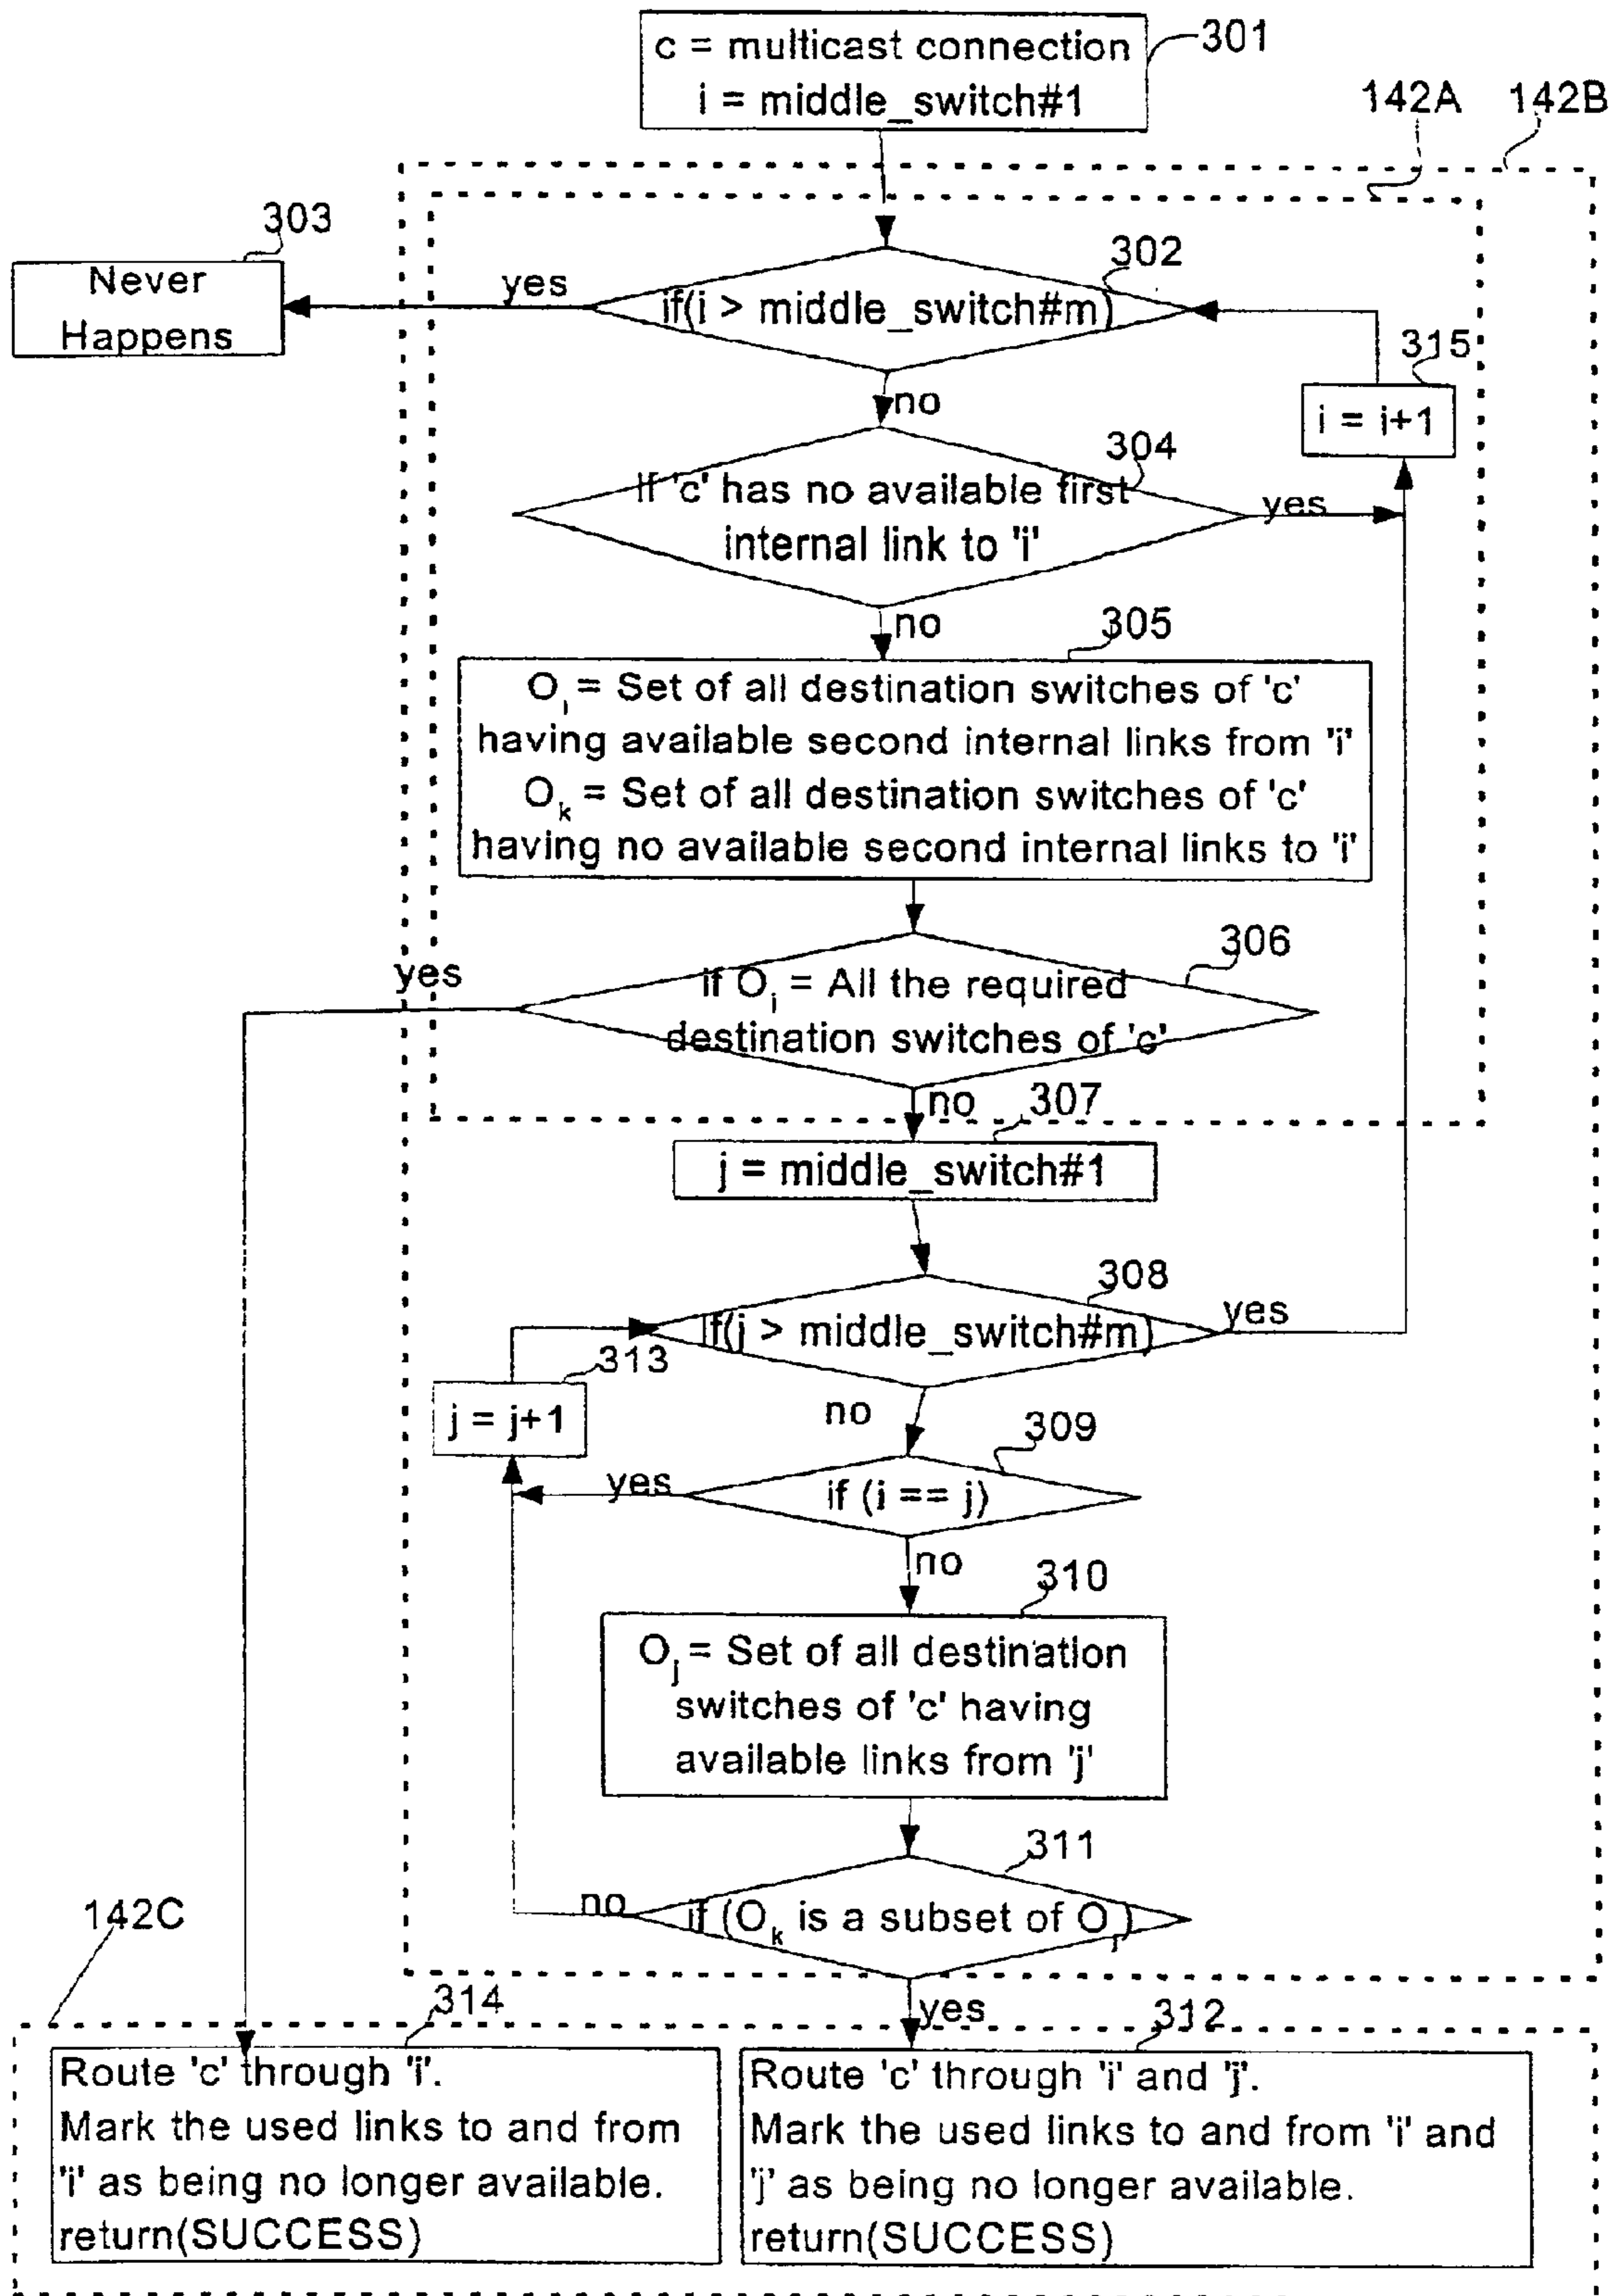 c = multicast connection
i = middle_switch#1
301
142A
142B
303
Never
Happens
yes
if(i > middle_switch#m)
302
315
i = i+1
no
304
If 'c' has no available first
internal link to 'i'
yes
no
305
O_i = Set of all destination switches of 'c'
having available second internal links from 'i'
O_k = Set of all destination switches of 'c'
having no available second internal links to 'i'
306
yes
if O_i = All the required
destination switches of 'c'
no
307
j = middle_switch#1
308
if(j > middle_switch#m)
yes
313
j = j+1
no
309
yes
if (i == j)
no
310
O_j = Set of all destination
switches of 'c' having
available links from 'j'
311
no
if (O_k is a subset of O_j)
142C
314
yes
312
Route 'c' through 'i'.
Mark the used links to and from
'i' as being no longer available.
return(SUCCESS)
Route 'c' through 'i' and 'j'.
Mark the used links to and from 'i' and
'j' as being no longer available.
return(SUCCESS)